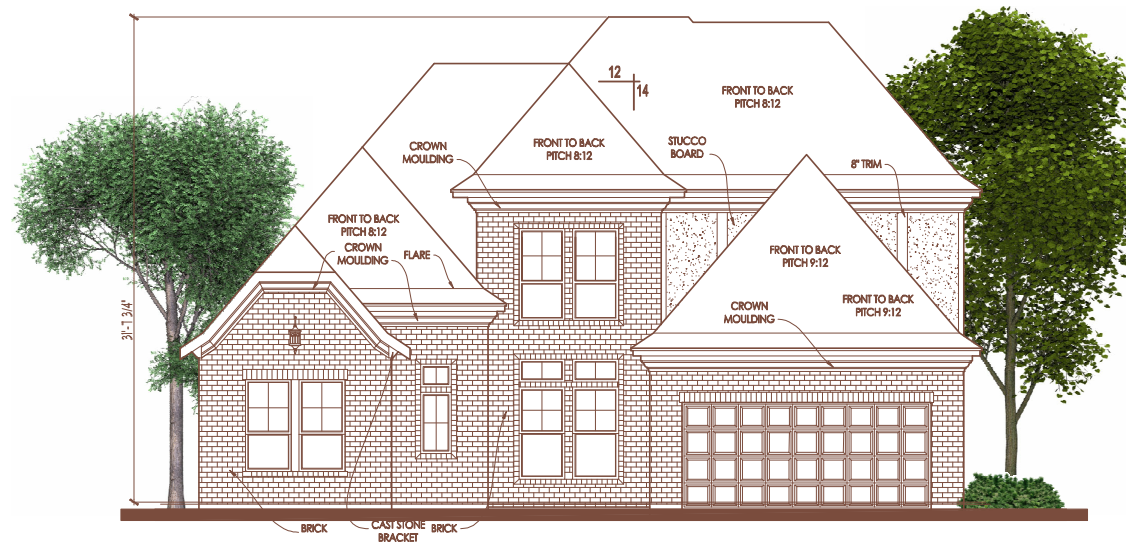 12
14
FRONT TO BACK
PITCH 8:12
CROWN
MOULDING
FRONT TO BACK
PITCH 8:12
STUCCO
BOARD
8" TRIM
FRONT TO BACK
PITCH 8:12
CROWN
MOULDING
FLARE
FRONT TO BACK
PITCH 9:12
FRONT TO BACK
PITCH 9:12
CROWN
MOULDING
31'-1 3/4"
BRICK
CAST STONE
BRACKET
BRICK